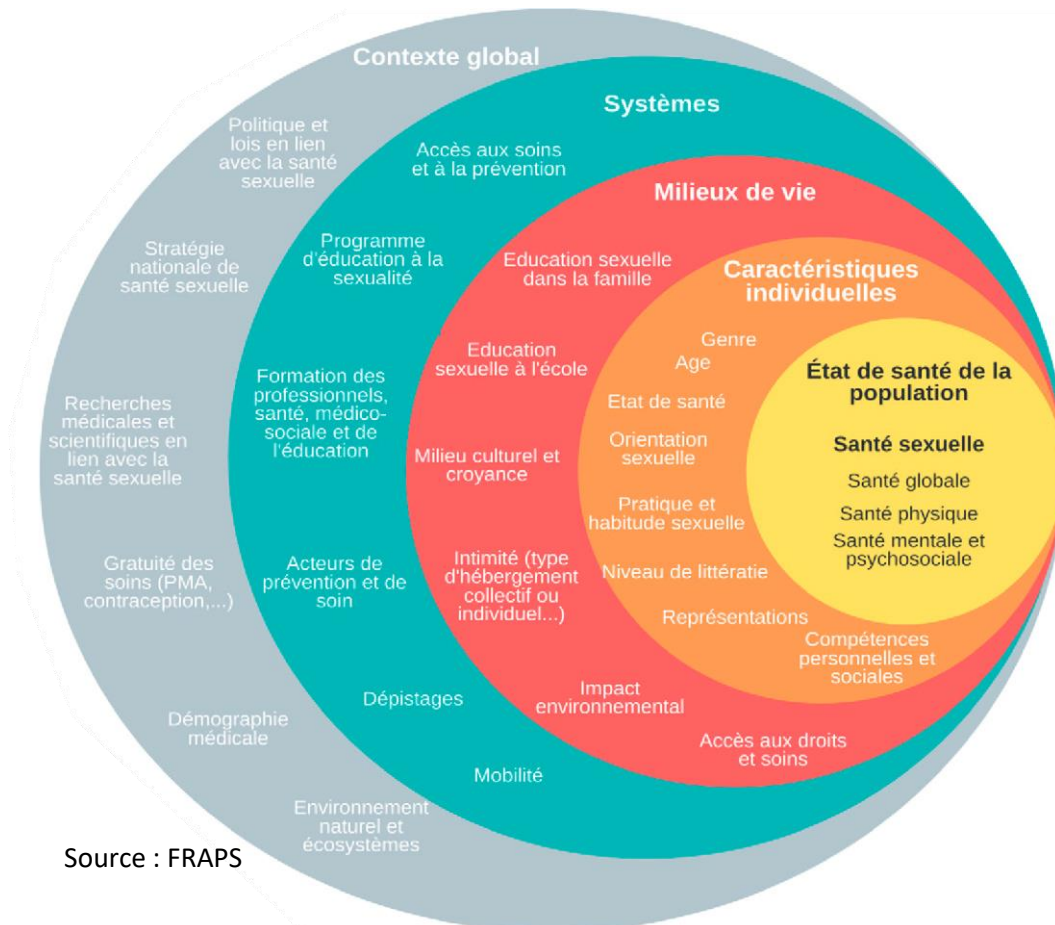 Contexte global
Politique et
lois en lien
avec la santé
sexuelle
Stratégie
nationale de
santé sexuelle
Recherches
médicales et
scientifiques en
lien avec la
santé sexuelle
Gratuité des
soins (PMA,
contraception,...)
Démographie
médicale
Environnement
naturel et
écosystèmes
Systèmes
Accès aux soins
et à la prévention
Programme
d'éducation à la
sexualité
Formation des
professionnels,
santé, médico-
sociale et de
l'éducation
Acteurs de
prévention et de
soin
Dépistages
Mobilité
Milieux de vie
Education sexuelle
dans la famille
Education
sexuelle à l'école
Milieu culturel et
croyance
Intimité (type
d'hébergement
collectif ou
individuel...)
Impact
environnemental
Accès aux droits
et soins
Caractéristiques
individuelles
Genre
Age
Etat de santé
Orientation
sexuelle
Pratique et
habitude sexuelle
Niveau de littératie
Représentations
Compétences
personnelles et
sociales
État de santé de la
population
Santé sexuelle
Santé globale
Santé physique
Santé mentale et
psychosociale
Source : FRAPS